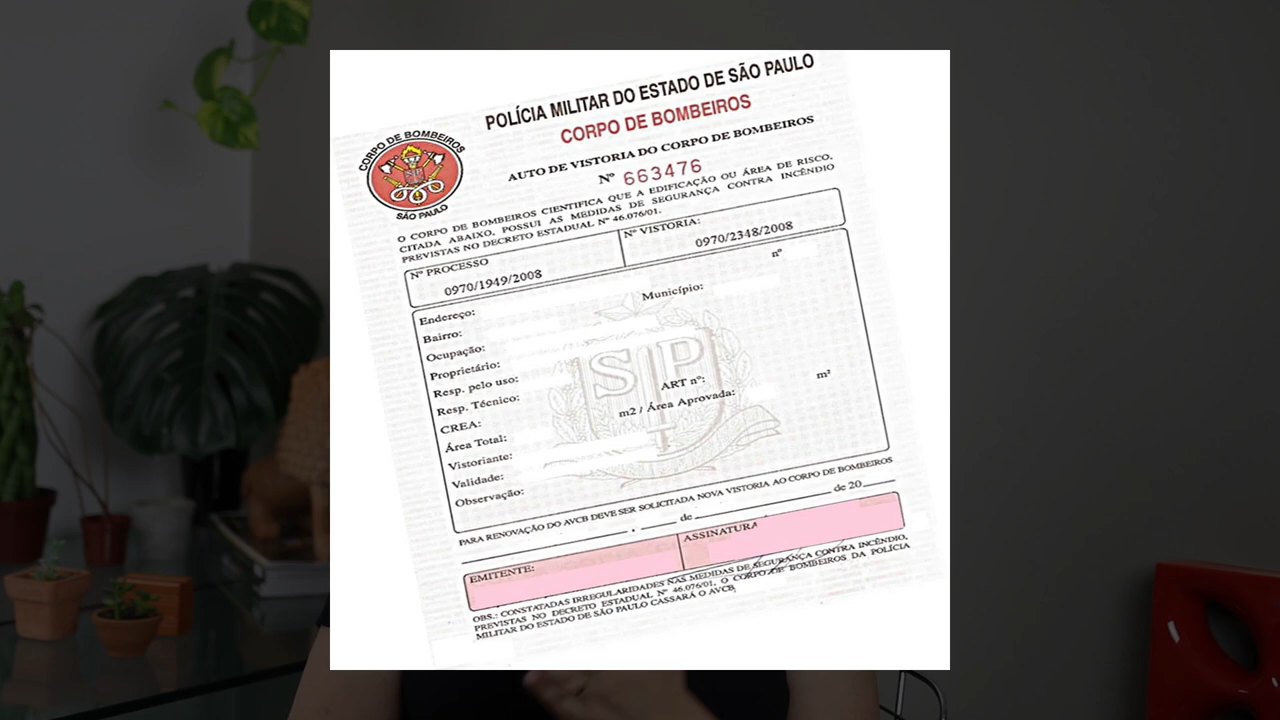 POLÍCIA MILITAR DO ESTADO DE SÃO PAULO
CORPO DE BOMBEIROS
CORPO DE BOMBEIROS
SÃO PAULO
AUTO DE VISTORIA DO CORPO DE BOMBEIROS
Nº 663476
O CORPO DE BOMBEIROS CIENTIFICA QUE A EDIFICAÇÃO OU ÁREA DE RISCO,
CITADA ABAIXO, POSSUI AS MEDIDAS DE SEGURANÇA CONTRA INCÊNDIO
PREVISTAS NO DECRETO ESTADUAL Nº 46.076/01.
Nº PROCESSO
0970/1949/2008
Nº VISTORIA:
0970/2348/2008
Endereço: nº
Bairro: Município:
Ocupação:
Proprietário:
Resp. pelo uso:
Resp. Técnico:
CREA: ART nº:
Área Total: m2 / Área Aprovada: m²
Vistoriante:
Validade:
Observação:
SP
PARA RENOVAÇÃO DO AVCB DEVE SER SOLICITADA NOVA VISTORIA AO CORPO DE BOMBEIROS
, de de 20
EMITENTE:
ASSINATURA
OBS.: CONSTATADAS IRREGULARIDADES NAS MEDIDAS DE SEGURANÇA CONTRA INCÊNDIO,
PREVISTAS NO DECRETO ESTADUAL Nº 46.076/01, O CORPO DE BOMBEIROS DA POLÍCIA
MILITAR DO ESTADO DE SÃO PAULO CASSARÁ O AVCB